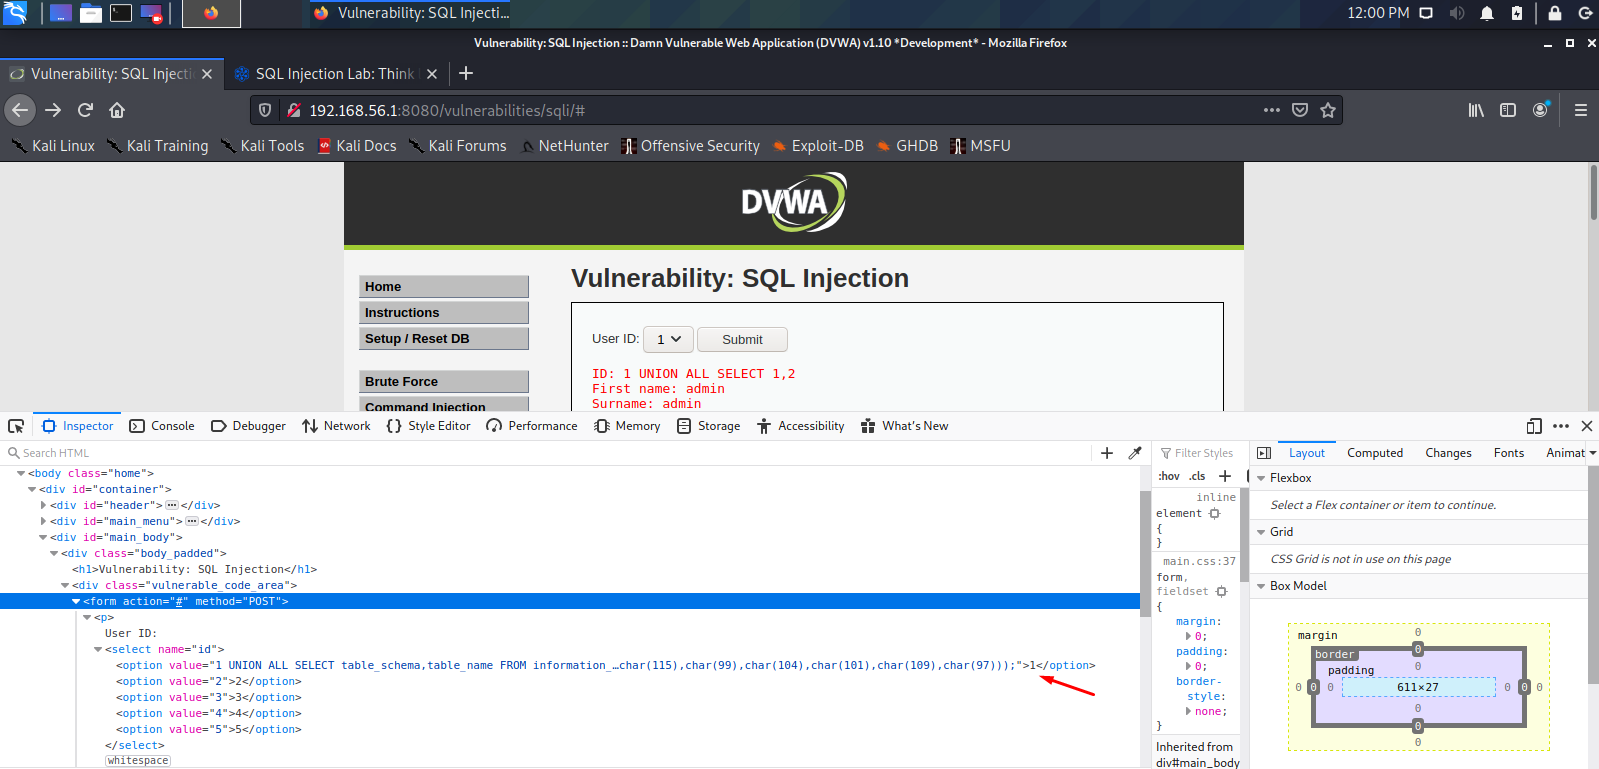 Vulnerability: SQL Injecti...
12:00 PM
Vulnerability: SQL Injection :: Damn Vulnerable Web Application (DVWA) v1.10 *Development* - Mozilla Firefox
Vulnerability: SQL Injecti
SQL Injection Lab: Think
192.168.56.1:8080/vulnerabilities/sqli/#
Kali Linux
Kali Training
Kali Tools
Kali Docs
Kali Forums
NetHunter
Offensive Security
Exploit-DB
GHDB
MSFU
DVWA
Home
Instructions
Setup / Reset DB
Brute Force
Command Injection
Vulnerability: SQL Injection
User ID: 1 Submit
ID: 1 UNION ALL SELECT 1,2
First name: admin
Surname: admin
Inspector
Console
Debugger
Network
Style Editor
Performance
Memory
Storage
Accessibility
What's New
Search HTML
<body class="home">
<div id="container">
<div id="header">···</div>
<div id="main_menu">···</div>
<div id="main_body">
<div class="body_padded">
<h1>Vulnerability: SQL Injection</h1>
<div class="vulnerable_code_area">
<form action="#" method="POST">
<p>
User ID:
<select name="id">
<option value="1 UNION ALL SELECT table_schema,table_name FROM information_…char(115),char(99),char(104),char(101),char(109),char(97)));">1</option>
<option value="2">2</option>
<option value="3">3</option>
<option value="4">4</option>
<option value="5">5</option>
</select>
whitespace
Filter Styles
:hov .cls +
inline
element
{
}
main.css:37
form,
fieldset
{
margin:
0;
padding:
0;
border-
style:
none;
}
Inherited from
div#main_body
Layout
Computed
Changes
Fonts
Animat
Flexbox
Select a Flex container or item to continue.
Grid
CSS Grid is not in use on this page
Box Model
margin
0
border
0
padding
0
0 0 0 611×27 0 0 0
0
0
0